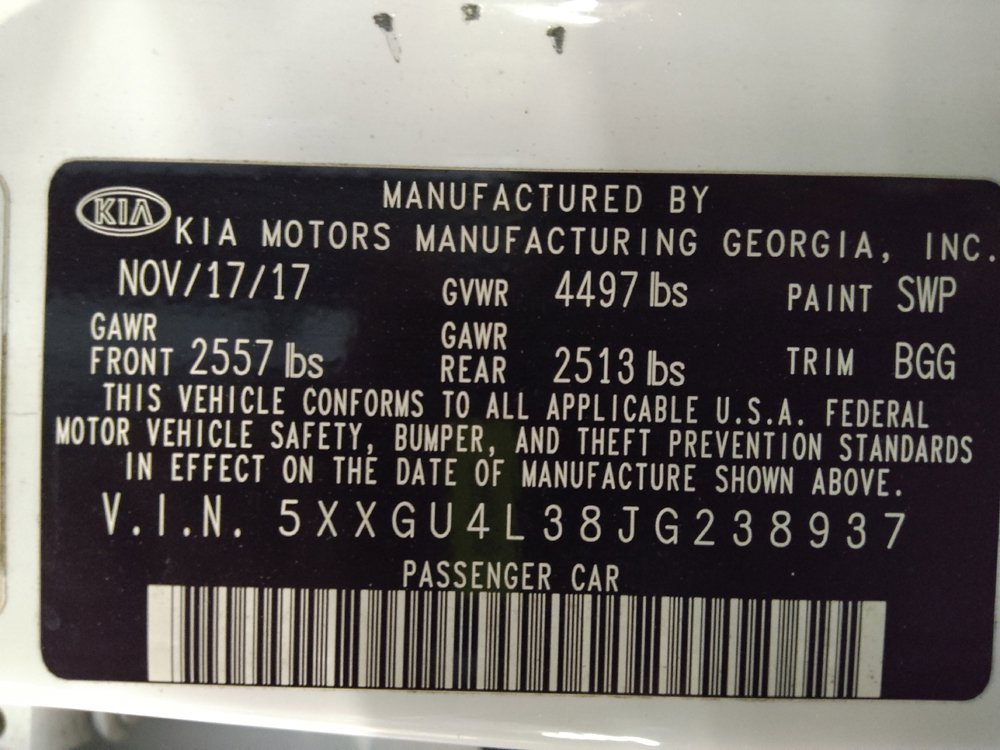 MANUFACTURED BY
KIA KIA MOTORS MANUFACTURING GEORGIA, INC.
NOV/17/17 GVWR 4497 lbs PAINT SWP
GAWR FRONT 2557 lbs GAWR REAR 2513 lbs TRIM BGG
THIS VEHICLE CONFORMS TO ALL APPLICABLE U.S.A. FEDERAL
MOTOR VEHICLE SAFETY, BUMPER, AND THEFT PREVENTION STANDARDS
IN EFFECT ON THE DATE OF MANUFACTURE SHOWN ABOVE.
V.I.N. 5XXGU4L38JG238937
PASSENGER CAR